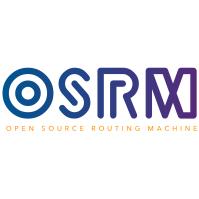 OSRM
OPEN SOURCE ROUTING MACHINE